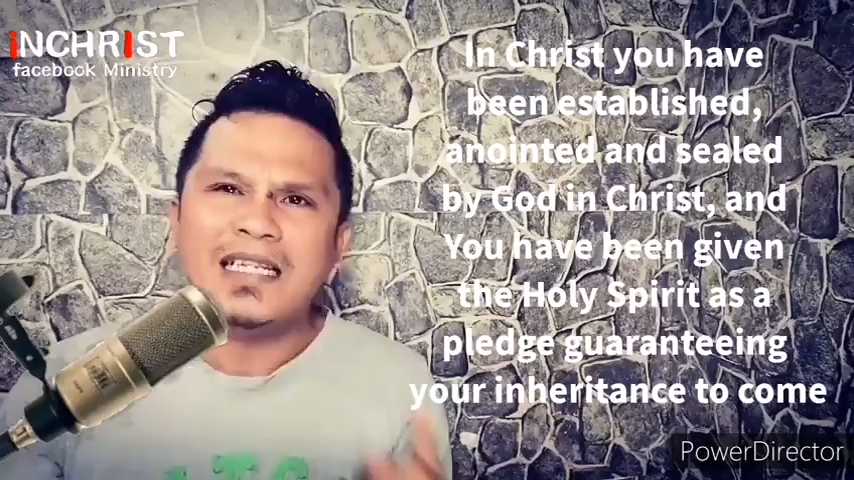 INCHRIST
facebook Ministry
In Christ you have
been established,
anointed and sealed
by God in Christ, and
You have been given
the Holy Spirit as a
pledge guaranteeing
your inheritance to come
PowerDirector